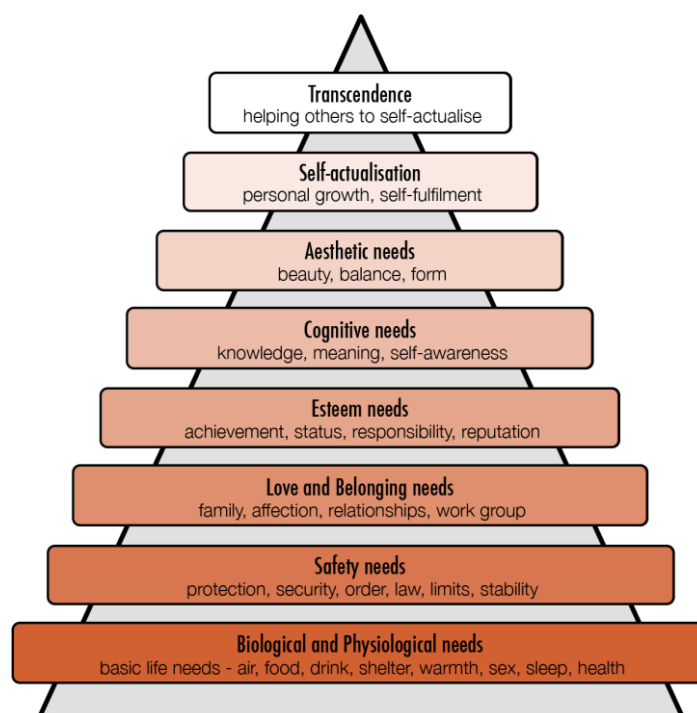 Transcendence
helping others to self-actualise
Self-actualisation
personal growth, self-fulfilment
Aesthetic needs
beauty, balance, form
Cognitive needs
knowledge, meaning, self-awareness
Esteem needs
achievement, status, responsibility, reputation
Love and Belonging needs
family, affection, relationships, work group
Safety needs
protection, security, order, law, limits, stability
Biological and Physiological needs
basic life needs - air, food, drink, shelter, warmth, sex, sleep, health